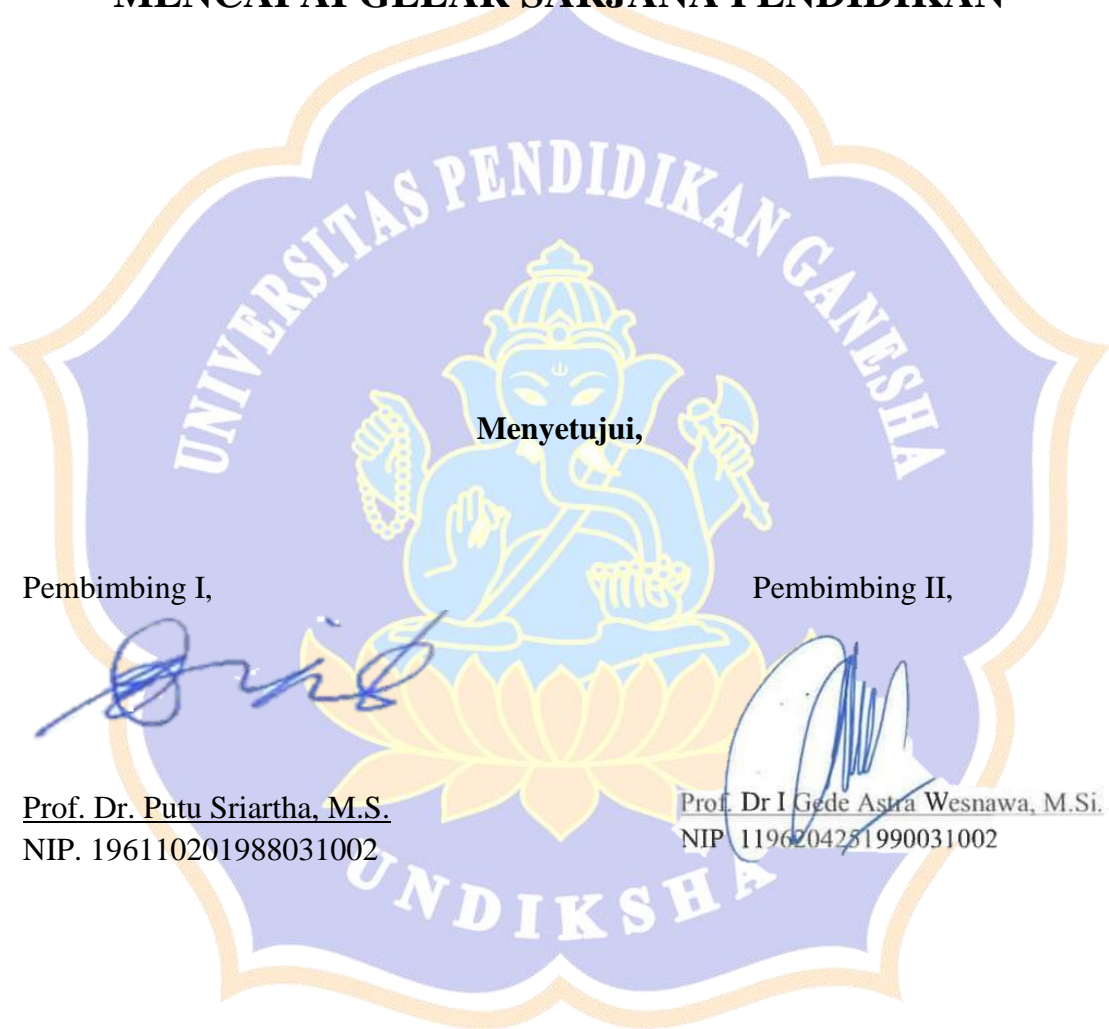 MENCAPAI GELAR SARJANA PENDIDIKAN
UNIVERSITAS PENDIDIKAN GANESHA
Menyetujui,
Pembimbing I,
Pembimbing II,
Prof. Dr. Putu Sriartha, M.S.
NIP. 196110201988031002
Prof. Dr I Gede Astra Wesnawa, M.Si.
NIP 1196204251990031002
UNDIKSHA